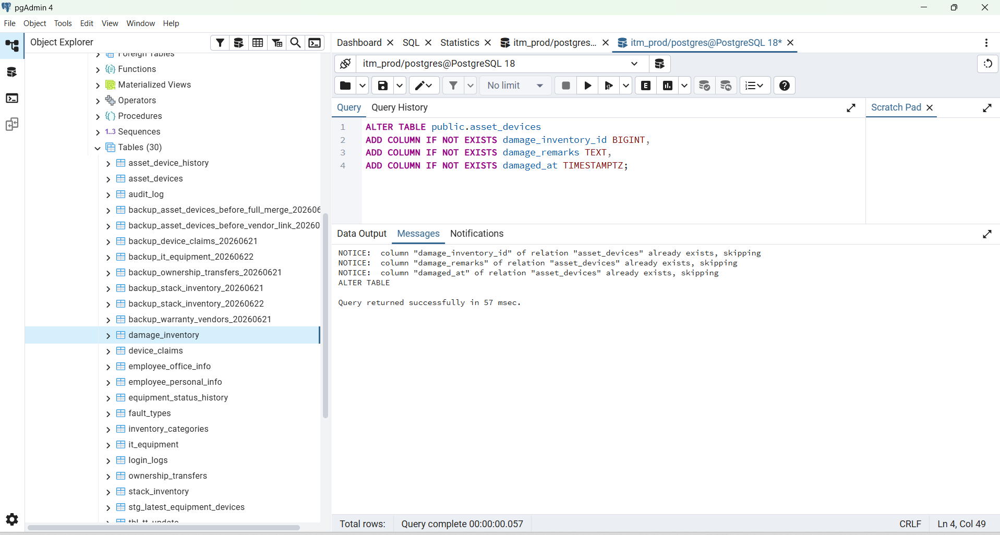 pgAdmin 4
File Object Tools Edit View Window Help
Object Explorer
Foreign Tables
Functions
Materialized Views
Operators
Procedures
1..3 Sequences
Tables (30)
asset_device_history
asset_devices
audit_log
backup_asset_devices_before_full_merge_202606
backup_asset_devices_before_vendor_link_20260
backup_device_claims_20260621
backup_it_equipment_20260622
backup_ownership_transfers_20260621
backup_stack_inventory_20260621
backup_stack_inventory_20260622
backup_warranty_vendors_20260621
damage_inventory
device_claims
employee_office_info
employee_personal_info
equipment_status_history
fault_types
inventory_categories
it_equipment
login_logs
ownership_transfers
stack_inventory
stg_latest_equipment_devices
Dashboard SQL Statistics itm_prod/postgres... itm_prod/postgres@PostgreSQL 18*
itm_prod/postgres@PostgreSQL 18
No limit E
Query Query History Scratch Pad
1 ALTER TABLE public.asset_devices
2 ADD COLUMN IF NOT EXISTS damage_inventory_id BIGINT,
3 ADD COLUMN IF NOT EXISTS damage_remarks TEXT,
4 ADD COLUMN IF NOT EXISTS damaged_at TIMESTAMPTZ;
Data Output Messages Notifications
NOTICE: column "damage_inventory_id" of relation "asset_devices" already exists, skipping
NOTICE: column "damage_remarks" of relation "asset_devices" already exists, skipping
NOTICE: column "damaged_at" of relation "asset_devices" already exists, skipping
ALTER TABLE
Query returned successfully in 57 msec.
Total rows: Query complete 00:00:00.057 CRLF Ln 4, Col 49